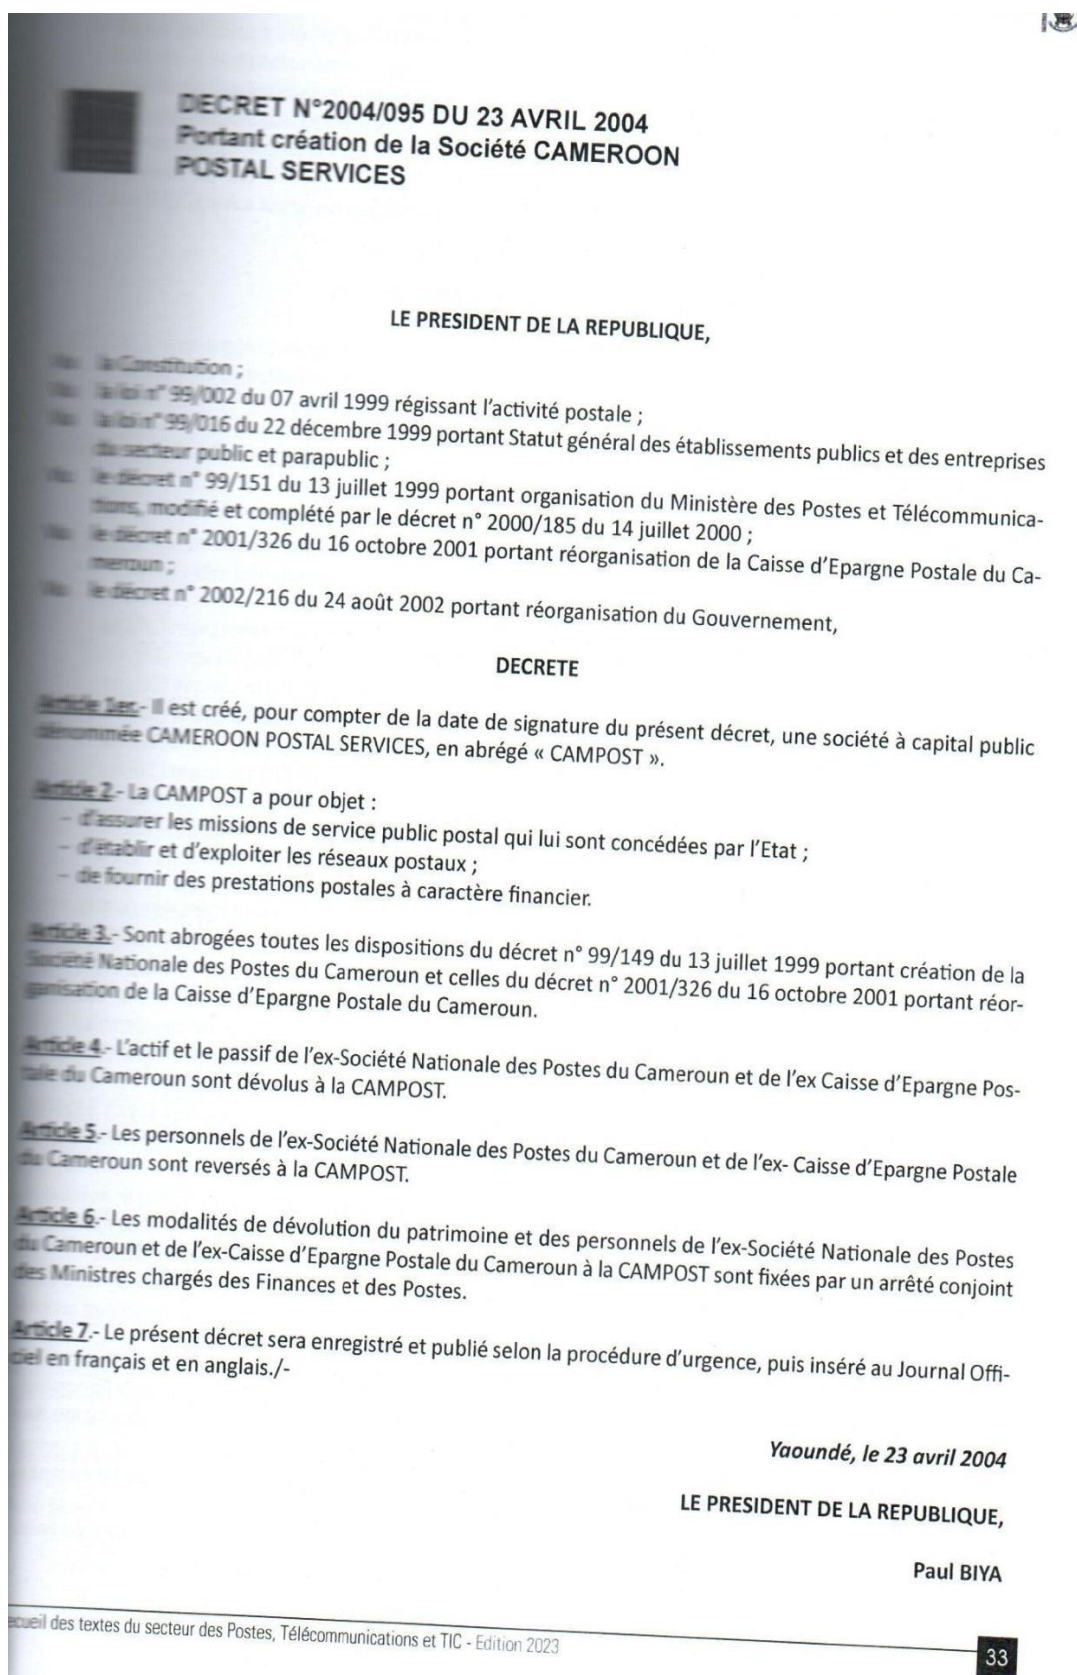 DECRET N°2004/095 DU 23 AVRIL 2004
Portant création de la Société CAMEROON
POSTAL SERVICES
LE PRESIDENT DE LA REPUBLIQUE,
Vu la Constitution ;
Vu la loi n° 99/002 du 07 avril 1999 régissant l'activité postale ;
Vu la loi n° 99/016 du 22 décembre 1999 portant Statut général des établissements publics et des entreprises
du secteur public et parapublic ;
Vu le décret n° 99/151 du 13 juillet 1999 portant organisation du Ministère des Postes et Télécommunica-
tions, modifié et complété par le décret n° 2000/185 du 14 juillet 2000 ;
Vu le décret n° 2001/326 du 16 octobre 2001 portant réorganisation de la Caisse d'Epargne Postale du Ca-
meroun ;
Vu le décret n° 2002/216 du 24 août 2002 portant réorganisation du Gouvernement,
DECRETE
Article 1er.- Il est créé, pour compter de la date de signature du présent décret, une société à capital public
dénommée CAMEROON POSTAL SERVICES, en abrégé « CAMPOST ».
Article 2.- La CAMPOST a pour objet :
– d'assurer les missions de service public postal qui lui sont concédées par l'Etat ;
– d'établir et d'exploiter les réseaux postaux ;
– de fournir des prestations postales à caractère financier.
Article 3.- Sont abrogées toutes les dispositions du décret n° 99/149 du 13 juillet 1999 portant création de la
Société Nationale des Postes du Cameroun et celles du décret n° 2001/326 du 16 octobre 2001 portant réor-
ganisation de la Caisse d'Epargne Postale du Cameroun.
Article 4.- L'actif et le passif de l'ex-Société Nationale des Postes du Cameroun et de l'ex Caisse d'Epargne Pos-
tale du Cameroun sont dévolus à la CAMPOST.
Article 5.- Les personnels de l'ex-Société Nationale des Postes du Cameroun et de l'ex- Caisse d'Epargne Postale
du Cameroun sont reversés à la CAMPOST.
Article 6.- Les modalités de dévolution du patrimoine et des personnels de l'ex-Société Nationale des Postes
du Cameroun et de l'ex-Caisse d'Epargne Postale du Cameroun à la CAMPOST sont fixées par un arrêté conjoint
des Ministres chargés des Finances et des Postes.
Article 7.- Le présent décret sera enregistré et publié selon la procédure d'urgence, puis inséré au Journal Offi-
ciel en français et en anglais./-
Yaoundé, le 23 avril 2004
LE PRESIDENT DE LA REPUBLIQUE,
Paul BIYA
ecueil des textes du secteur des Postes, Télécommunications et TIC - Edition 2023
33